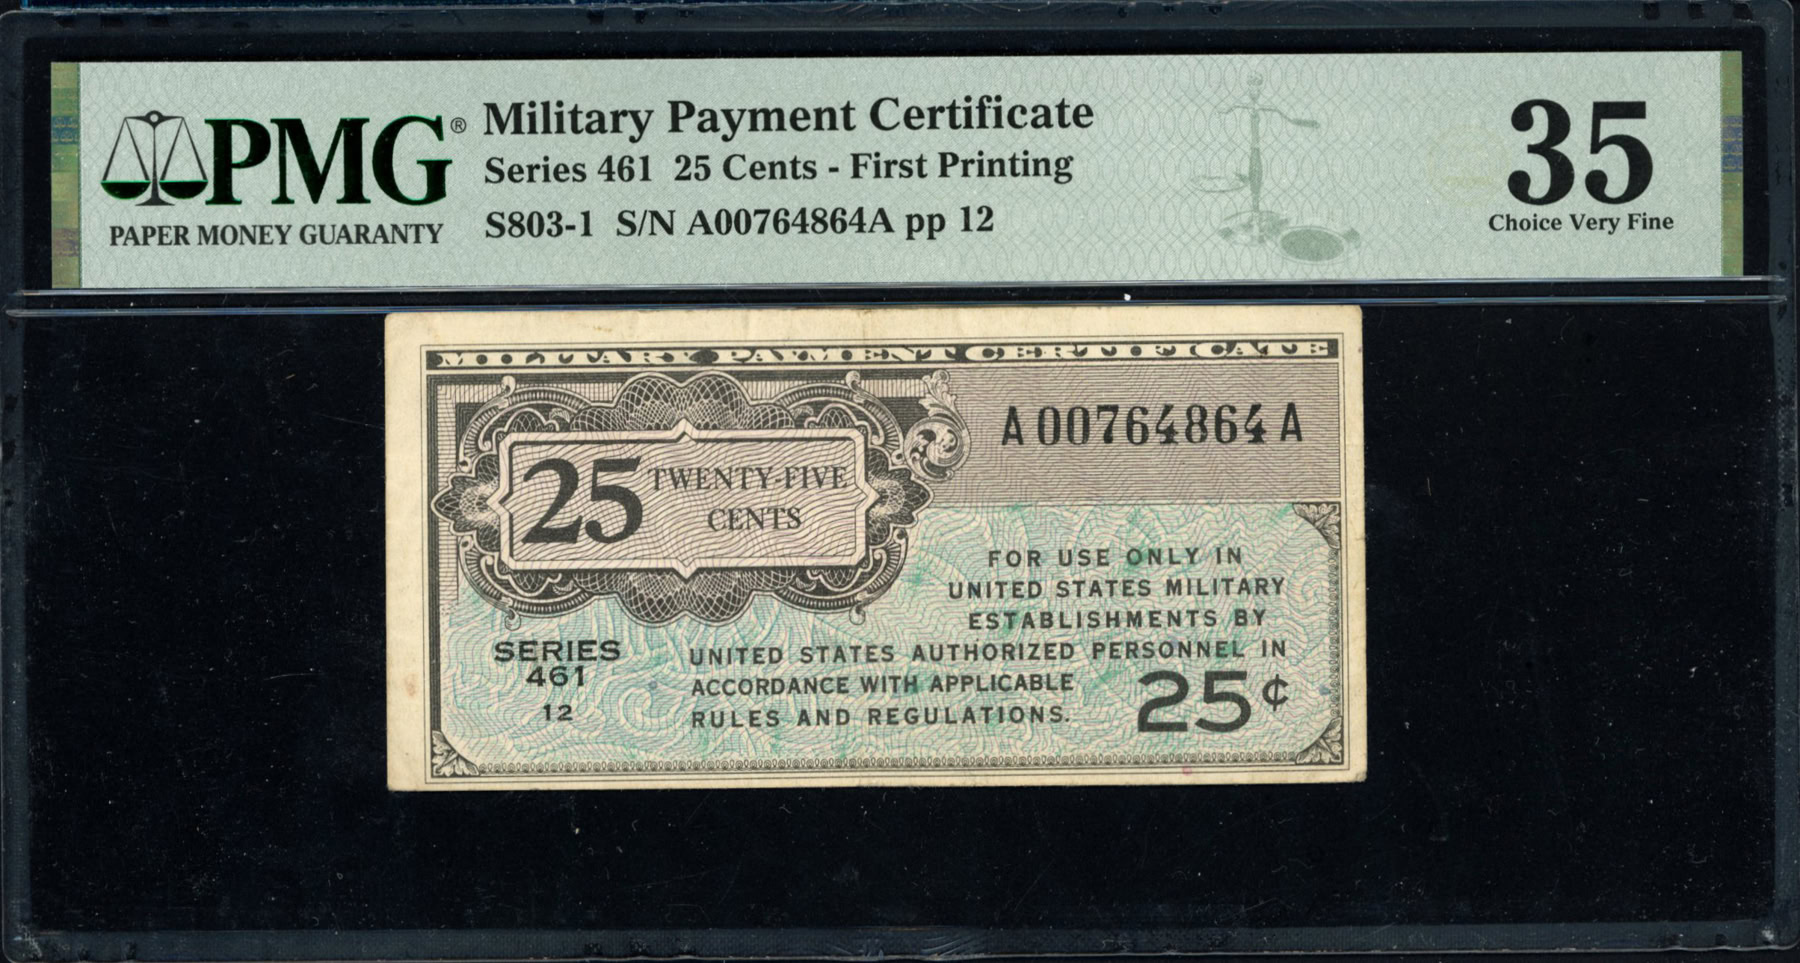 PMG®
PAPER MONEY GUARANTY
Military Payment Certificate
Series 461 25 Cents - First Printing
S803-1 S/N A00764864A pp 12
35
Choice Very Fine
MILITARY PAYMENT CERTIFICATE
A00764864A
25 TWENTY-FIVE
CENTS
FOR USE ONLY IN
UNITED STATES MILITARY
ESTABLISHMENTS BY
UNITED STATES AUTHORIZED PERSONNEL IN
ACCORDANCE WITH APPLICABLE
RULES AND REGULATIONS.
SERIES
461
12
25¢